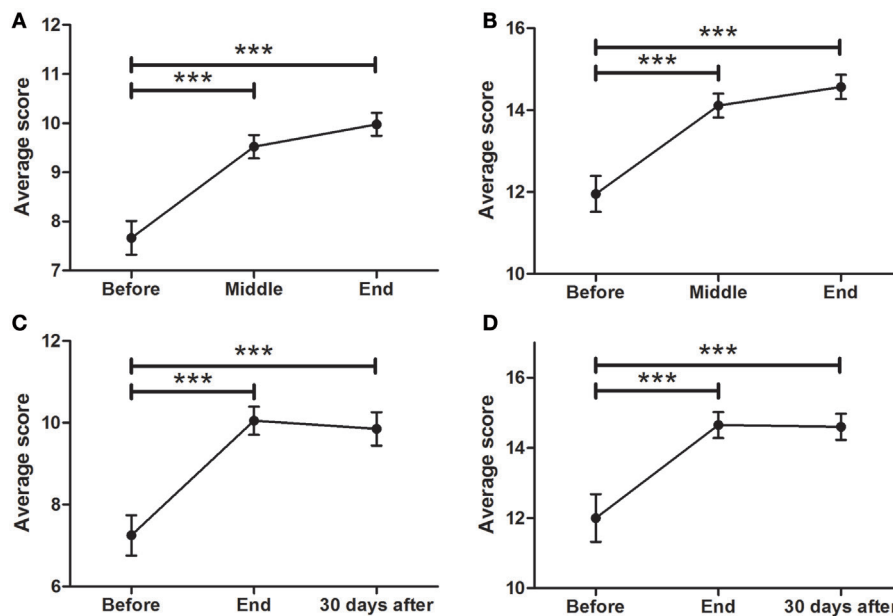 A
Average score
12
11
10
9
8
7
***
***
Before Middle End
B
Average score
16
14
12
10
***
***
Before Middle End
C
Average score
12
10
8
6
***
***
Before End 30 days after
D
Average score
16
14
12
10
***
***
Before End 30 days after